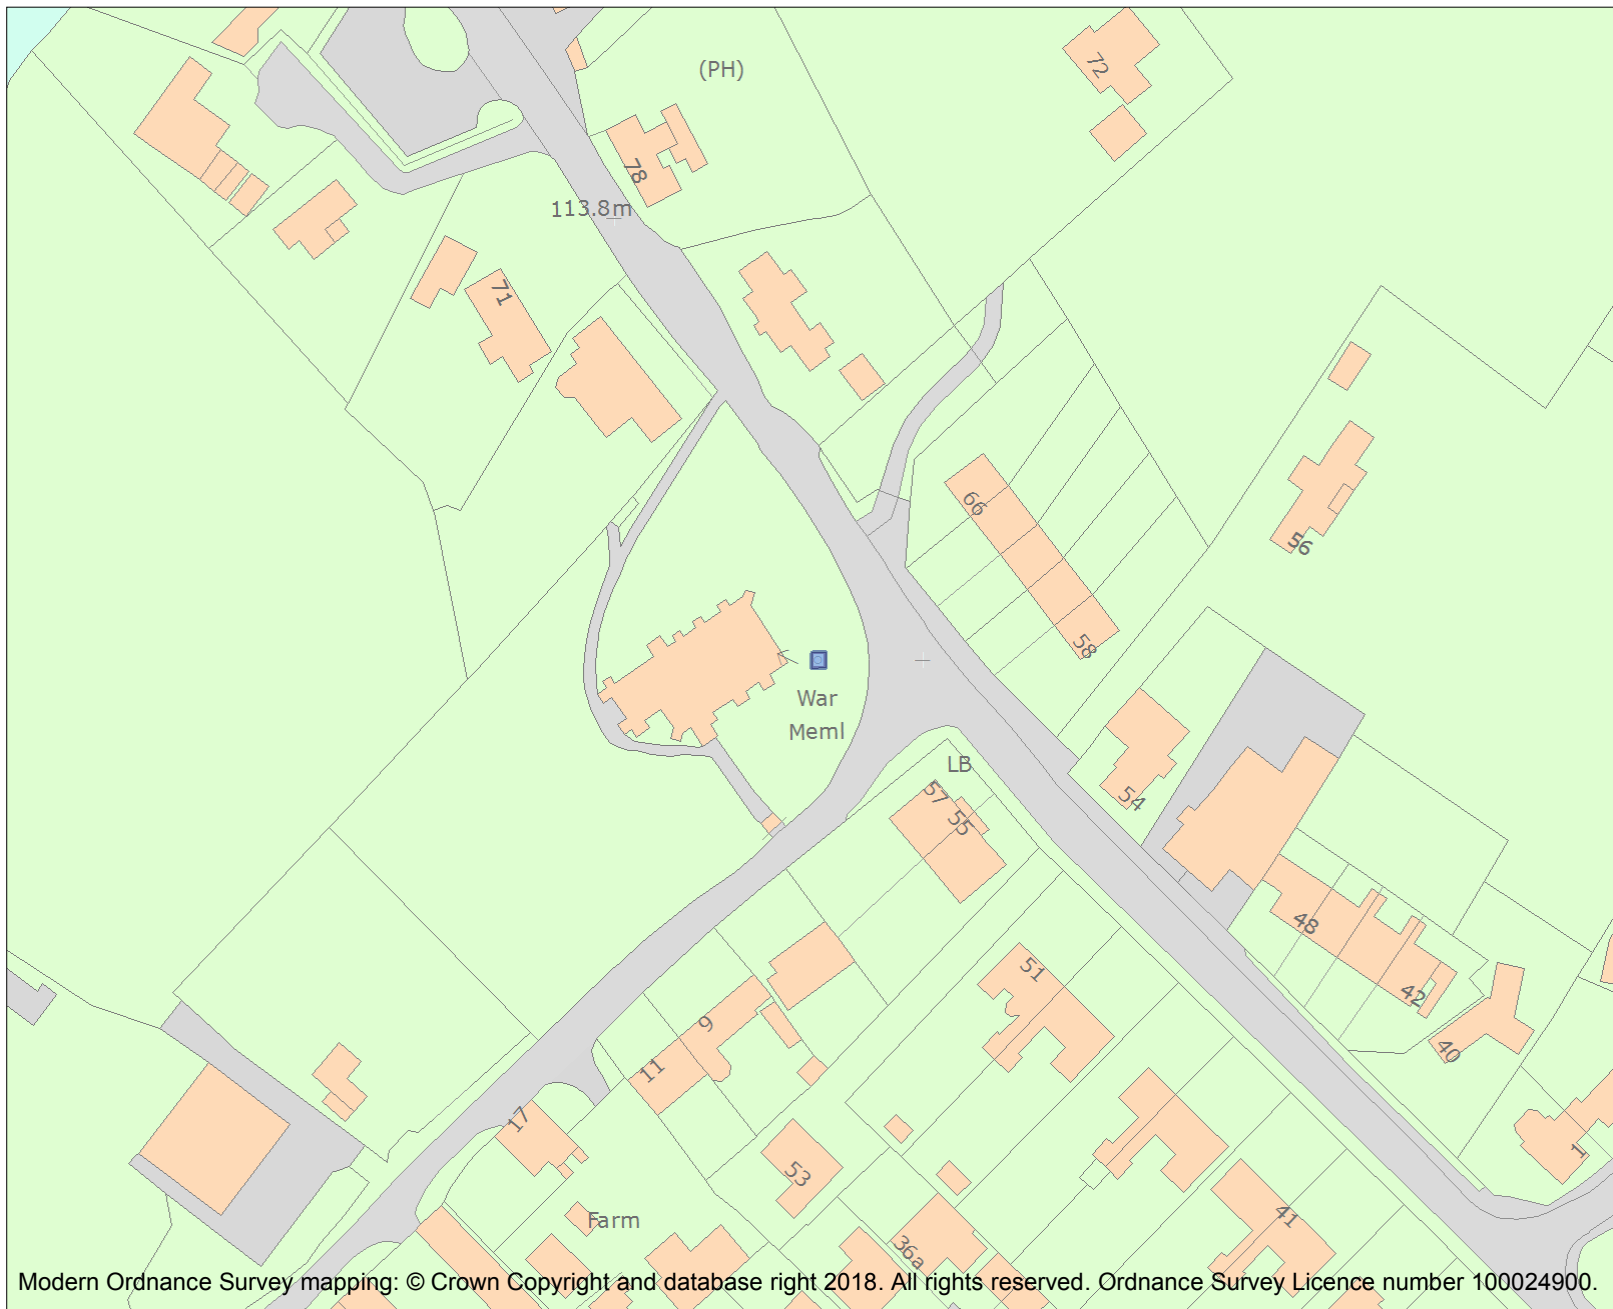 (PH)
72
78
113.8m
71
66
56
58
War
Meml
LB
57
55
54
48
51
42
9
40
11
17
1
53
Farm
41
36a
Modern Ordnance Survey mapping: © Crown Copyright and database right 2018. All rights reserved. Ordnance Survey Licence number 100024900.